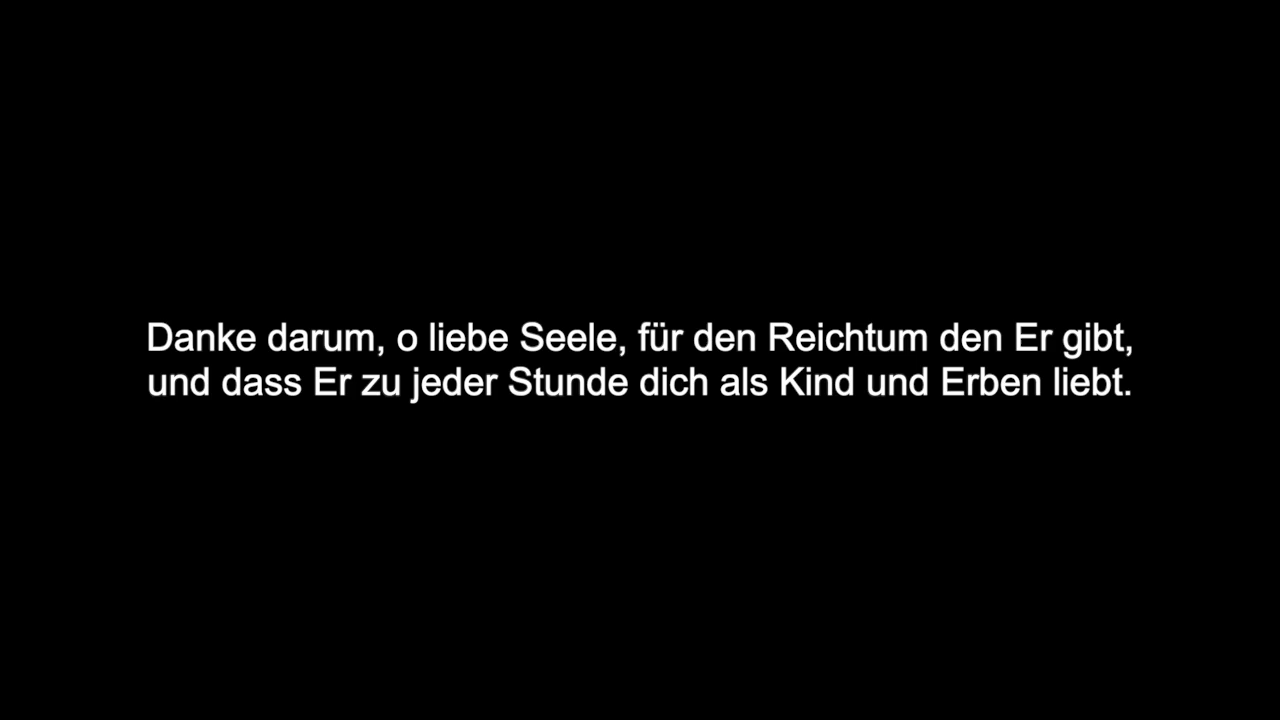 Danke darum, o liebe Seele, für den Reichtum den Er gibt,
und dass Er zu jeder Stunde dich als Kind und Erben liebt.